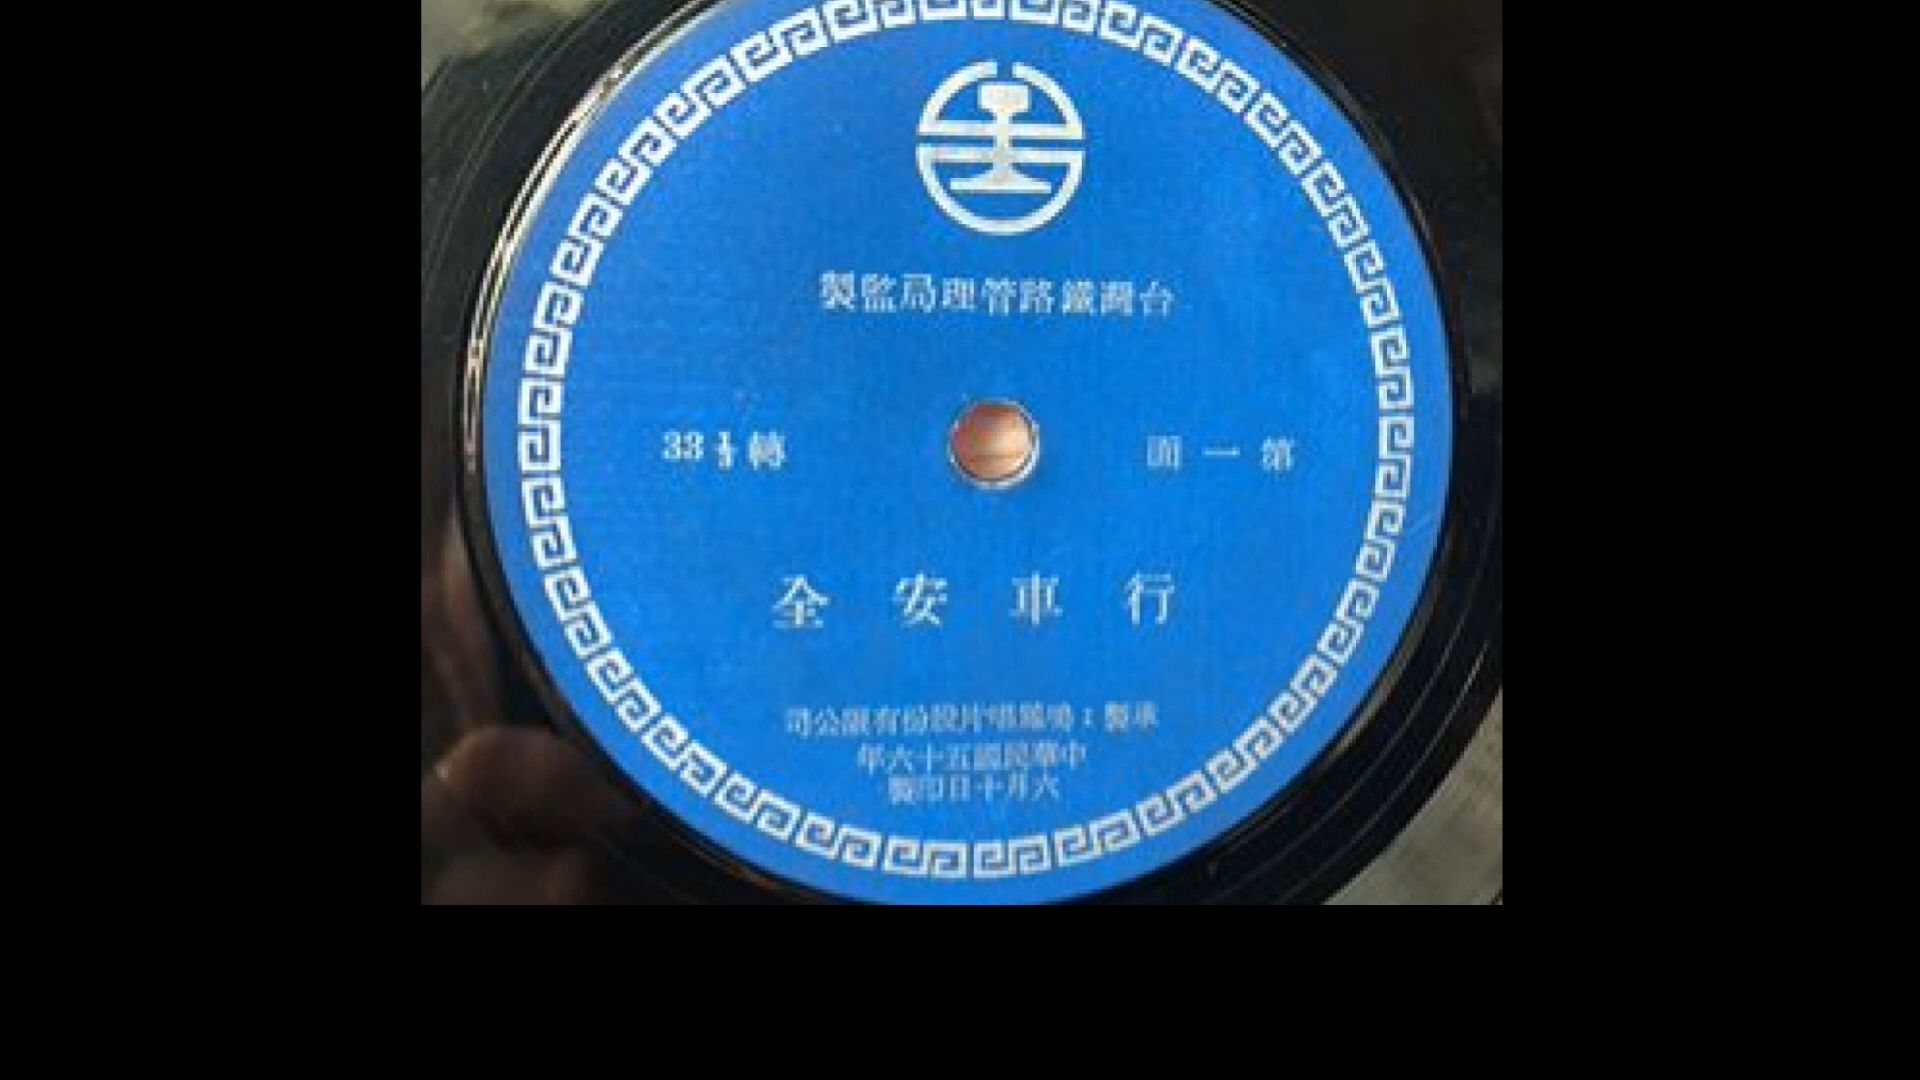 台灣鐵路管理局監製
第一面
33⅓轉
行車安全
承製：鳴鳳唱片股份有限公司
中華民國五十六年
六月十日印製